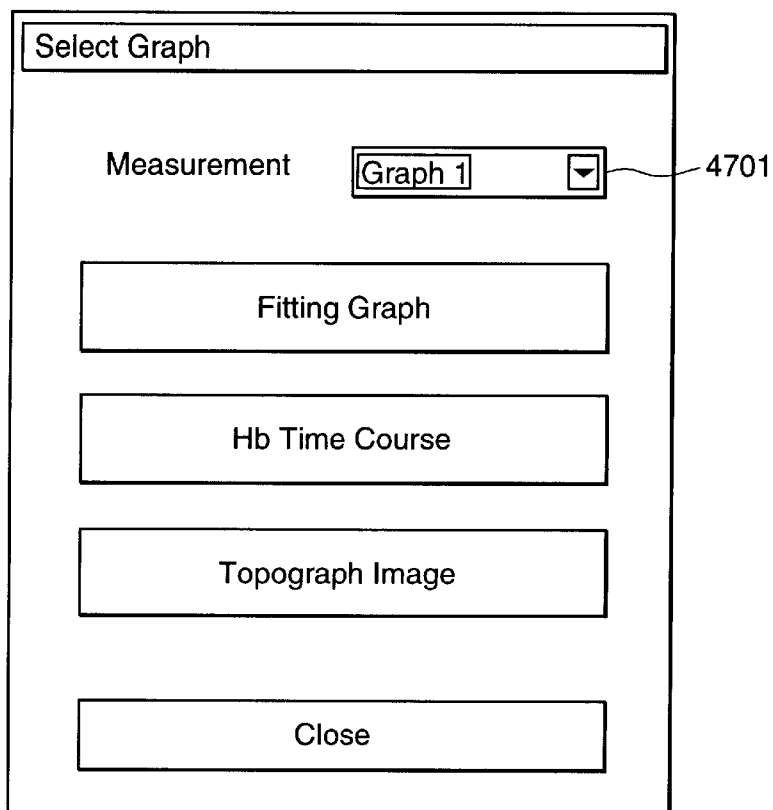 Select Graph
Measurement Graph 1 4701
Fitting Graph
Hb Time Course
Topograph Image
Close